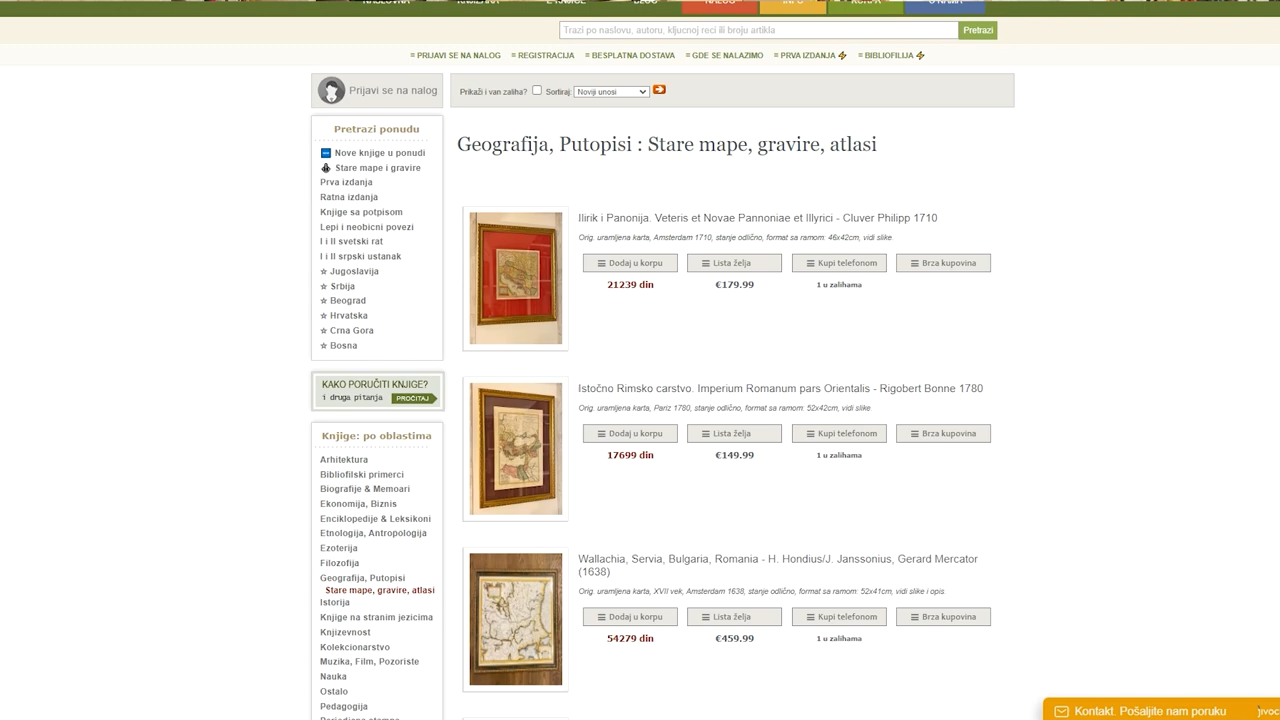 Trazi po naslovu, autoru, kljucnoj reci ili broju artikla
Pretrazi
= PRIJAVI SE NA NALOG = REGISTRACIJA = BESPLATNA DOSTAVA = GDE SE NALAZIMO = PRVA IZDANJA = BIBLIOFILIJA
Prijavi se na nalog
Prikaži i van zaliha? Sortiraj: Noviji unosi
Pretrazi ponudu
Nove knjige u ponudi
Stare mape i gravire
Prva izdanja
Ratna izdanja
Knjige sa potpisom
Lepi i neobicni povezi
I i II svetski rat
I i II srpski ustanak
☆ Jugoslavija
☆ Srbija
☆ Beograd
☆ Hrvatska
☆ Crna Gora
☆ Bosna
KAKO PORUČITI KNJIGE?
i druga pitanja PROČITAJ
Knjige: po oblastima
Arhitektura
Bibliofilski primerci
Biografije & Memoari
Ekonomija, Biznis
Enciklopedije & Leksikoni
Etnologija, Antropologija
Ezoterija
Filozofija
Geografija, Putopisi
Stare mape, gravire, atlasi
Istorija
Knjige na stranim jezicima
Knjizevnost
Kolekcionarstvo
Muzika, Film, Pozoriste
Nauka
Ostalo
Pedagogija
Geografija, Putopisi : Stare mape, gravire, atlasi
Ilirik i Panonija. Veteris et Novae Pannoniae et Illyrici - Cluver Philipp 1710
Orig. uramljena karta, Amsterdam 1710, stanje odlično, format sa ramom: 46x42cm, vidi slike.
Dodaj u korpu Lista želja Kupi telefonom Brza kupovina
21239 din €179.99 1 u zalihama
Istočno Rimsko carstvo. Imperium Romanum pars Orientalis - Rigobert Bonne 1780
Orig. uramljena karta, Pariz 1780, stanje odlično, format sa ramom: 52x42cm, vidi slike.
Dodaj u korpu Lista želja Kupi telefonom Brza kupovina
17699 din €149.99 1 u zalihama
Wallachia, Servia, Bulgaria, Romania - H. Hondius/J. Janssonius, Gerard Mercator
(1638)
Orig. uramljena karta, XVII vek, Amsterdam 1638, stanje odlično, format sa ramom: 52x41cm, vidi slike i opis.
Dodaj u korpu Lista želja Kupi telefonom Brza kupovina
54279 din €459.99 1 u zalihama
Kontakt. Pošaljite nam poruku